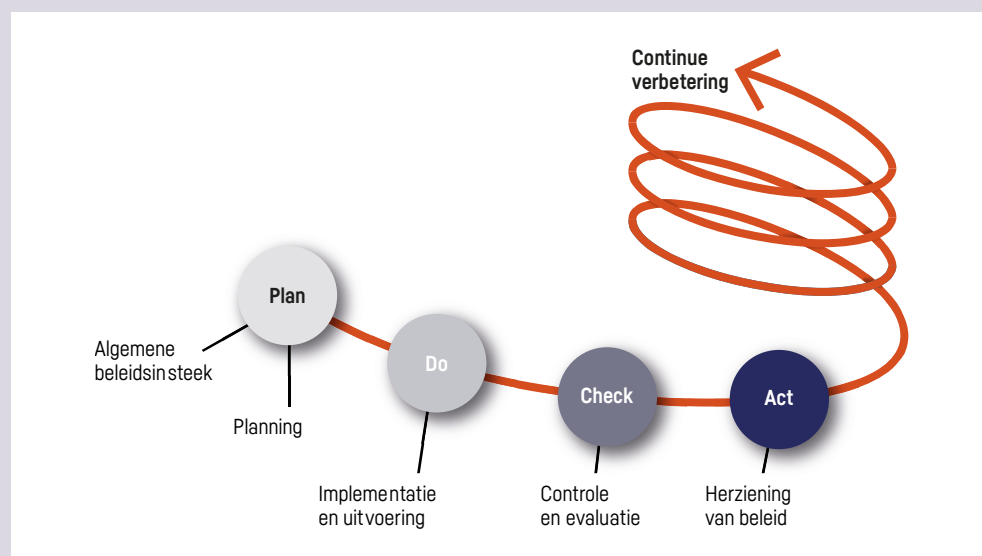 Continue
verbetering
Plan
Algemene
beleidsinsteek
Planning
Do
Implementatie
en uitvoering
Check
Controle
en evaluatie
Act
Herziening
van beleid